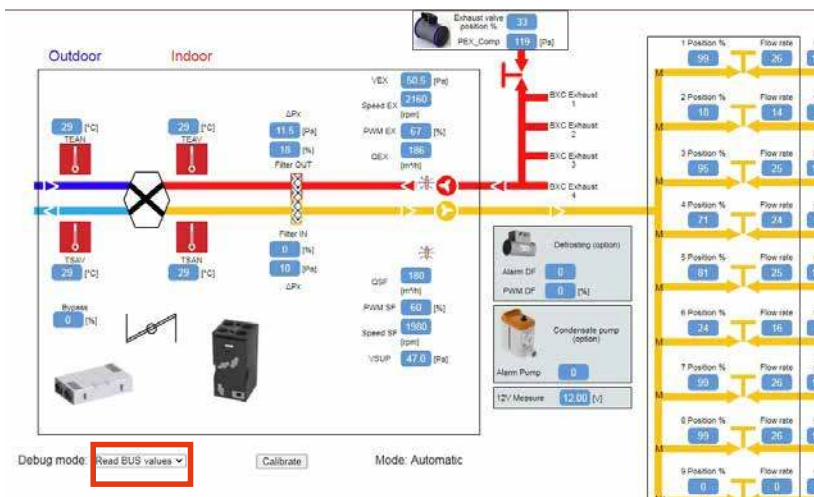 Exhaust valve position % 33
PEX_Comp 119 [Pa]
Outdoor Indoor
VEX 50.5 [Pa]
Speed EX 2160 [rpm]
PWM EX 67 [%]
QEX 186 [m³/h]
29 [°C] TEAN
29 [°C] TEAV
ΔPx
11.5 [Pa]
18 [%]
Filter OUT
BXC Exhaust 1
BXC Exhaust 2
BXC Exhaust 3
BXC Exhaust 4
TSAV 29 [°C]
TSAN 29 [°C]
Filter IN
0 [%]
10 [Pa]
ΔPx
Bypass
0 [%]
QSF 180 [m³/h]
PWM SF 60 [%]
Speed SF 1980 [rpm]
VSUP 47.0 [Pa]
Defrosting (option)
Alarm DF 0
PWM DF 0 [%]
Condensate pump (option)
Alarm Pump 0
12V Measure 12.00 [V]
1 Position % Flow rate
99 26
M
2 Position % Flow rate
18 14
M
3 Position % Flow rate
95 25
M
4 Position % Flow rate
71 24
M
5 Position % Flow rate
81 25
M
6 Position % Flow rate
24 16
M
7 Position % Flow rate
99 26
M
8 Position % Flow rate
99 26
M
9 Position % Flow rate
0 0
M
Debug mode: Read BUS values
Calibrate
Mode: Automatic